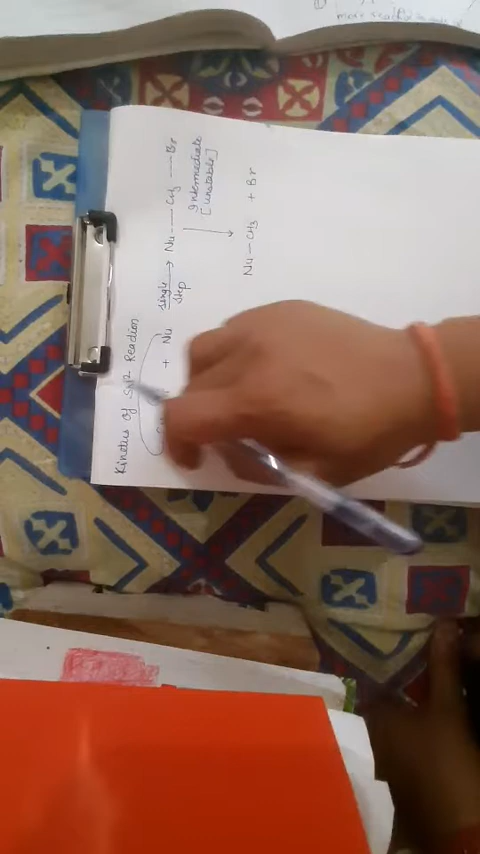 Kinetics of SN2 Reaction
+ Nu single step → Nu ---- CH3 ---- Br
Intermediate
[unstable]
Nu — CH3 + Br